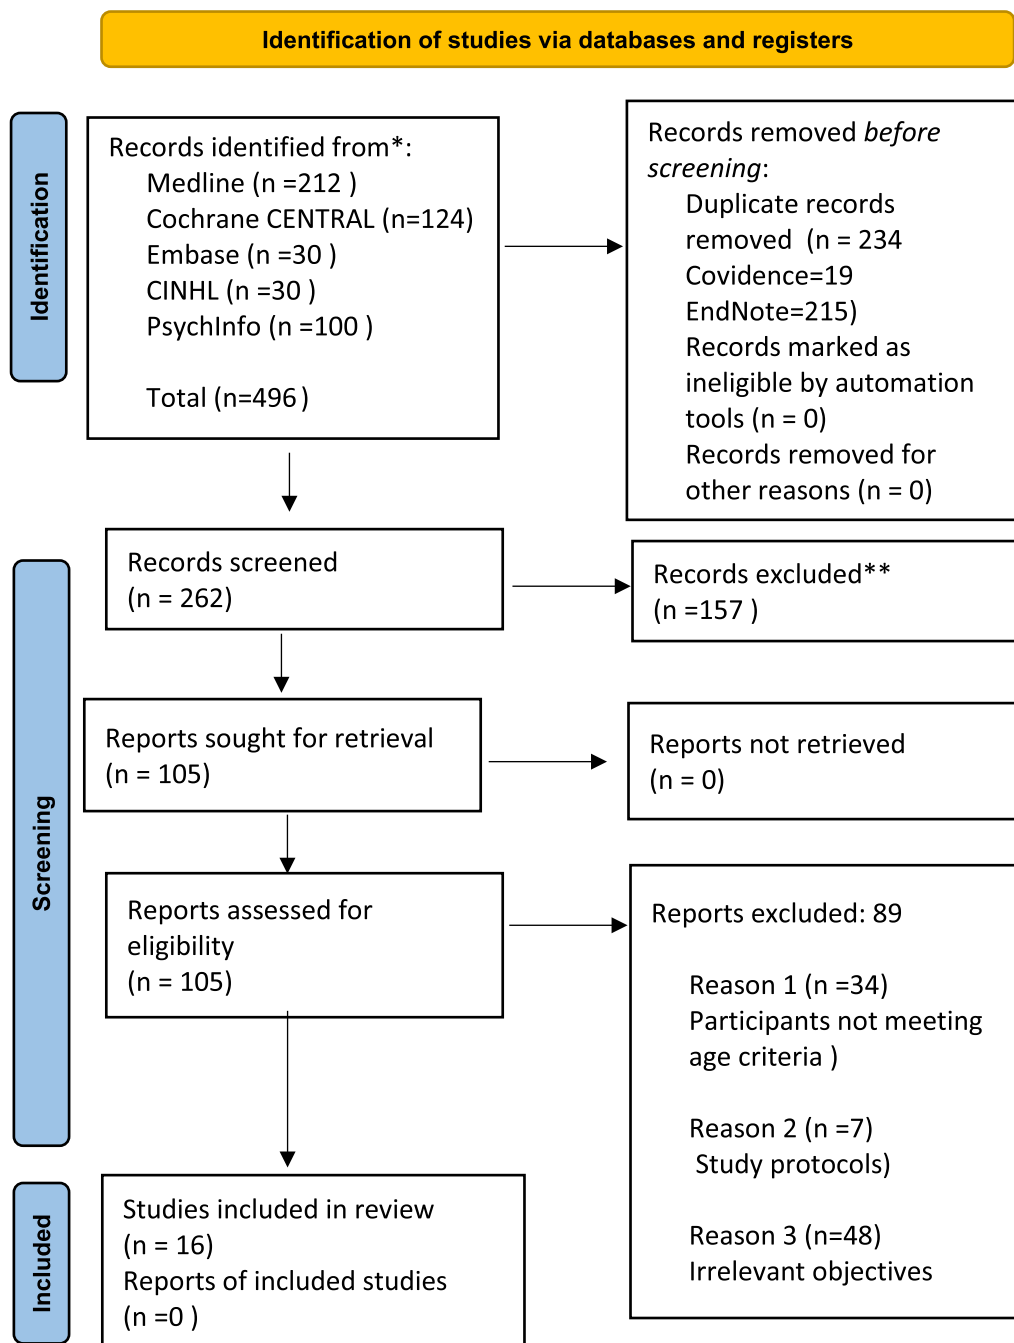 Identification of studies via databases and registers
Identification
Records identified from*:
Medline (n =212 )
Cochrane CENTRAL (n=124)
Embase (n =30 )
CINHL (n =30 )
PsychInfo (n =100 )
Total (n=496 )
Records removed before
screening:
Duplicate records
removed  (n = 234
Covidence=19
EndNote=215)
Records marked as
ineligible by automation
tools (n = 0)
Records removed for
other reasons (n = 0)
Screening
Records screened
(n = 262)
Records excluded**
(n =157 )
Reports sought for retrieval
(n = 105)
Reports not retrieved
(n = 0)
Reports assessed for
eligibility
(n = 105)
Reports excluded: 89
Reason 1 (n =34)
Participants not meeting
age criteria )
Reason 2 (n =7)
Study protocols)
Reason 3 (n=48)
Irrelevant objectives
Included
Studies included in review
(n = 16)
Reports of included studies
(n =0 )